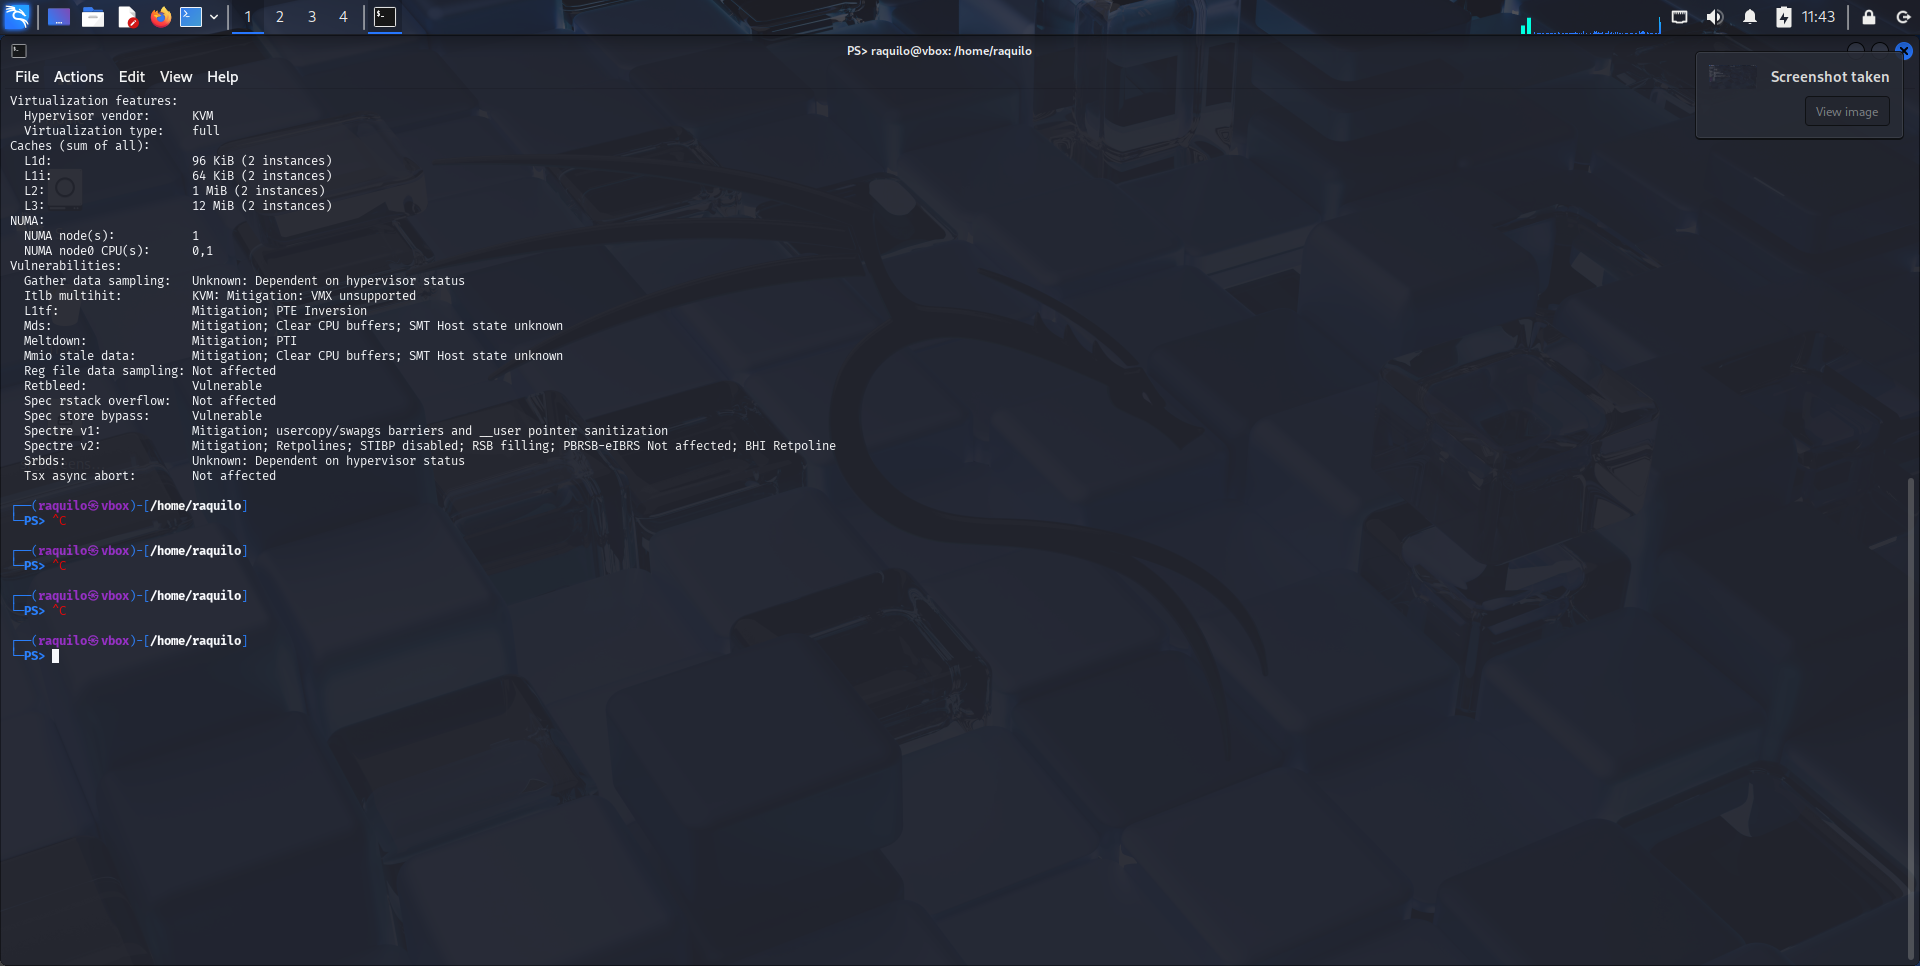 1 2 3 4 11:43
PS> raquilo@vbox: /home/raquilo
File Actions Edit View Help
Screenshot taken
View image
Virtualization features:
Hypervisor vendor: KVM
Virtualization type: full
Caches (sum of all):
L1d: 96 KiB (2 instances)
L1i: 64 KiB (2 instances)
L2: 1 MiB (2 instances)
L3: 12 MiB (2 instances)
NUMA:
NUMA node(s): 1
NUMA node0 CPU(s): 0,1
Vulnerabilities:
Gather data sampling: Unknown: Dependent on hypervisor status
Itlb multihit: KVM: Mitigation: VMX unsupported
L1tf: Mitigation; PTE Inversion
Mds: Mitigation; Clear CPU buffers; SMT Host state unknown
Meltdown: Mitigation; PTI
Mmio stale data: Mitigation; Clear CPU buffers; SMT Host state unknown
Reg file data sampling: Not affected
Retbleed: Vulnerable
Spec rstack overflow: Not affected
Spec store bypass: Vulnerable
Spectre v1: Mitigation; usercopy/swapgs barriers and __user pointer sanitization
Spectre v2: Mitigation; Retpolines; STIBP disabled; RSB filling; PBRSB-eIBRS Not affected; BHI Retpoline
Srbds: Unknown: Dependent on hypervisor status
Tsx async abort: Not affected
┌──(raquilo㉿vbox)-[/home/raquilo]
└─PS> ^C
┌──(raquilo㉿vbox)-[/home/raquilo]
└─PS> ^C
┌──(raquilo㉿vbox)-[/home/raquilo]
└─PS> ^C
┌──(raquilo㉿vbox)-[/home/raquilo]
└─PS>